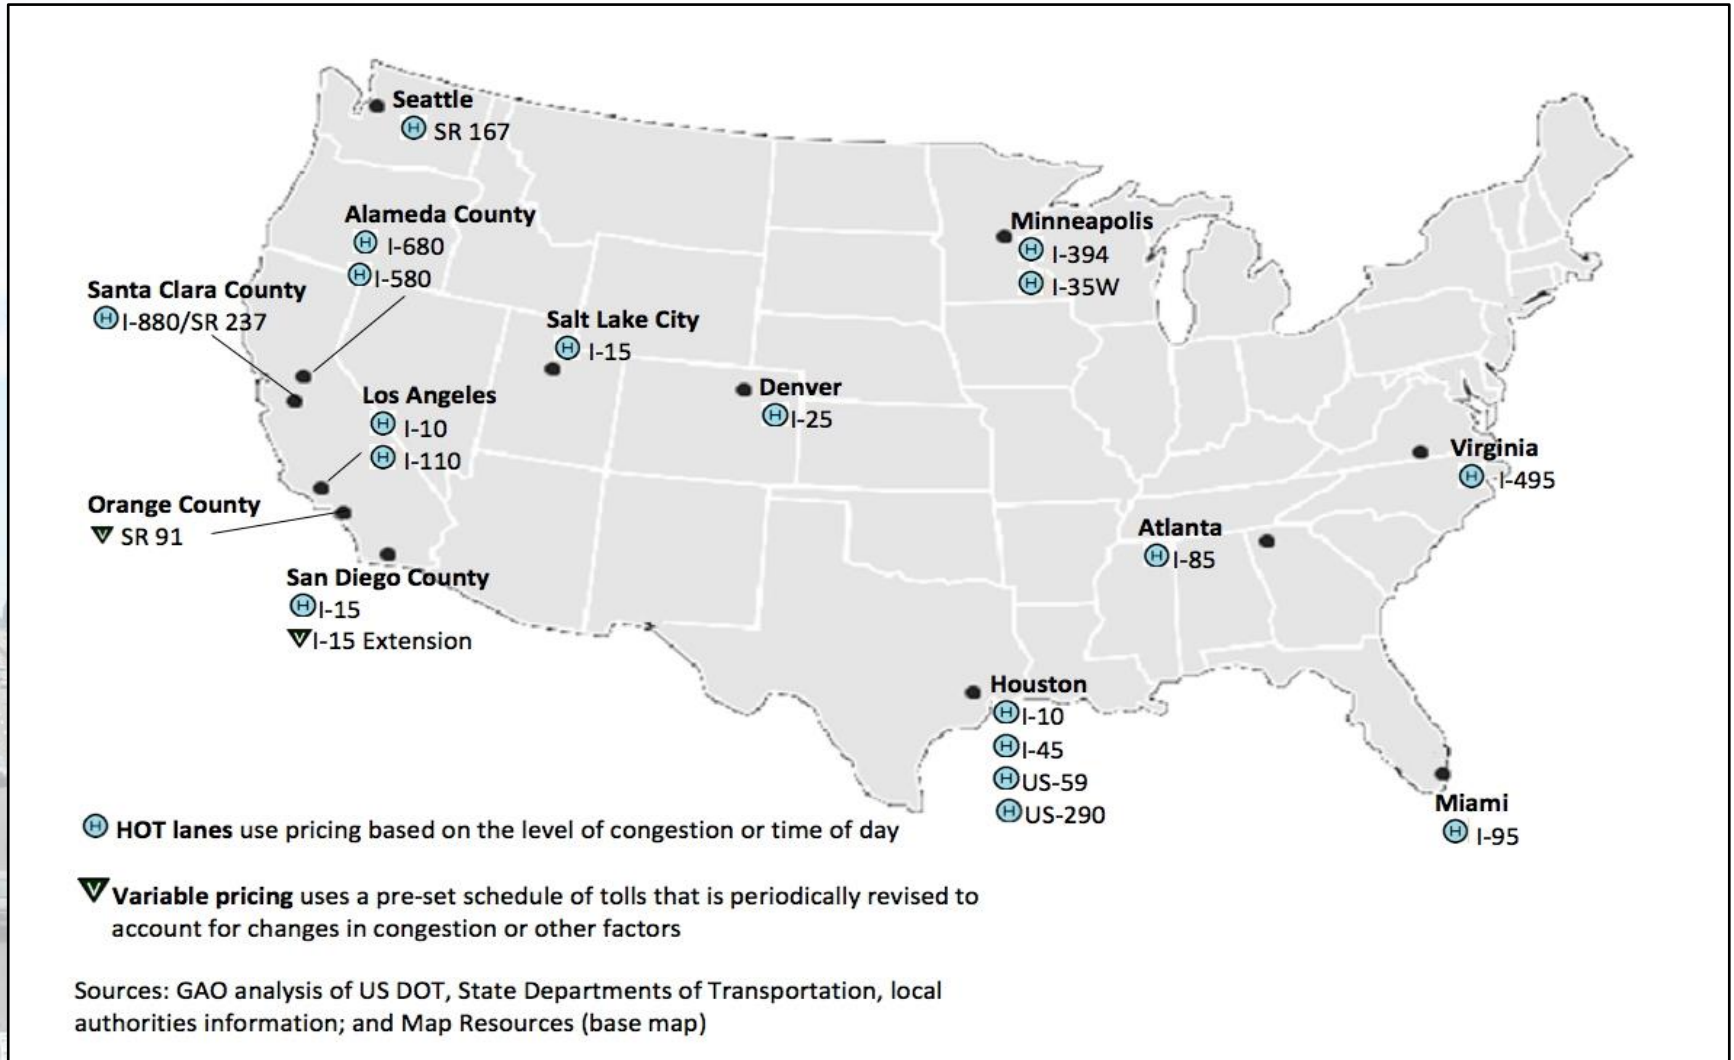 Seattle
H SR 167
Alameda County
H I-680
H I-580
Santa Clara County
H I-880/SR 237
Salt Lake City
H I-15
Minneapolis
H I-394
H I-35W
Los Angeles
H I-10
H I-110
Denver
H I-25
Virginia
H I-495
Orange County
V SR 91
Atlanta
H I-85
San Diego County
H I-15
V I-15 Extension
Houston
H I-10
H I-45
H US-59
H US-290
Miami
H I-95
H HOT lanes use pricing based on the level of congestion or time of day
V Variable pricing uses a pre-set schedule of tolls that is periodically revised to
account for changes in congestion or other factors
Sources: GAO analysis of US DOT, State Departments of Transportation, local
authorities information; and Map Resources (base map)